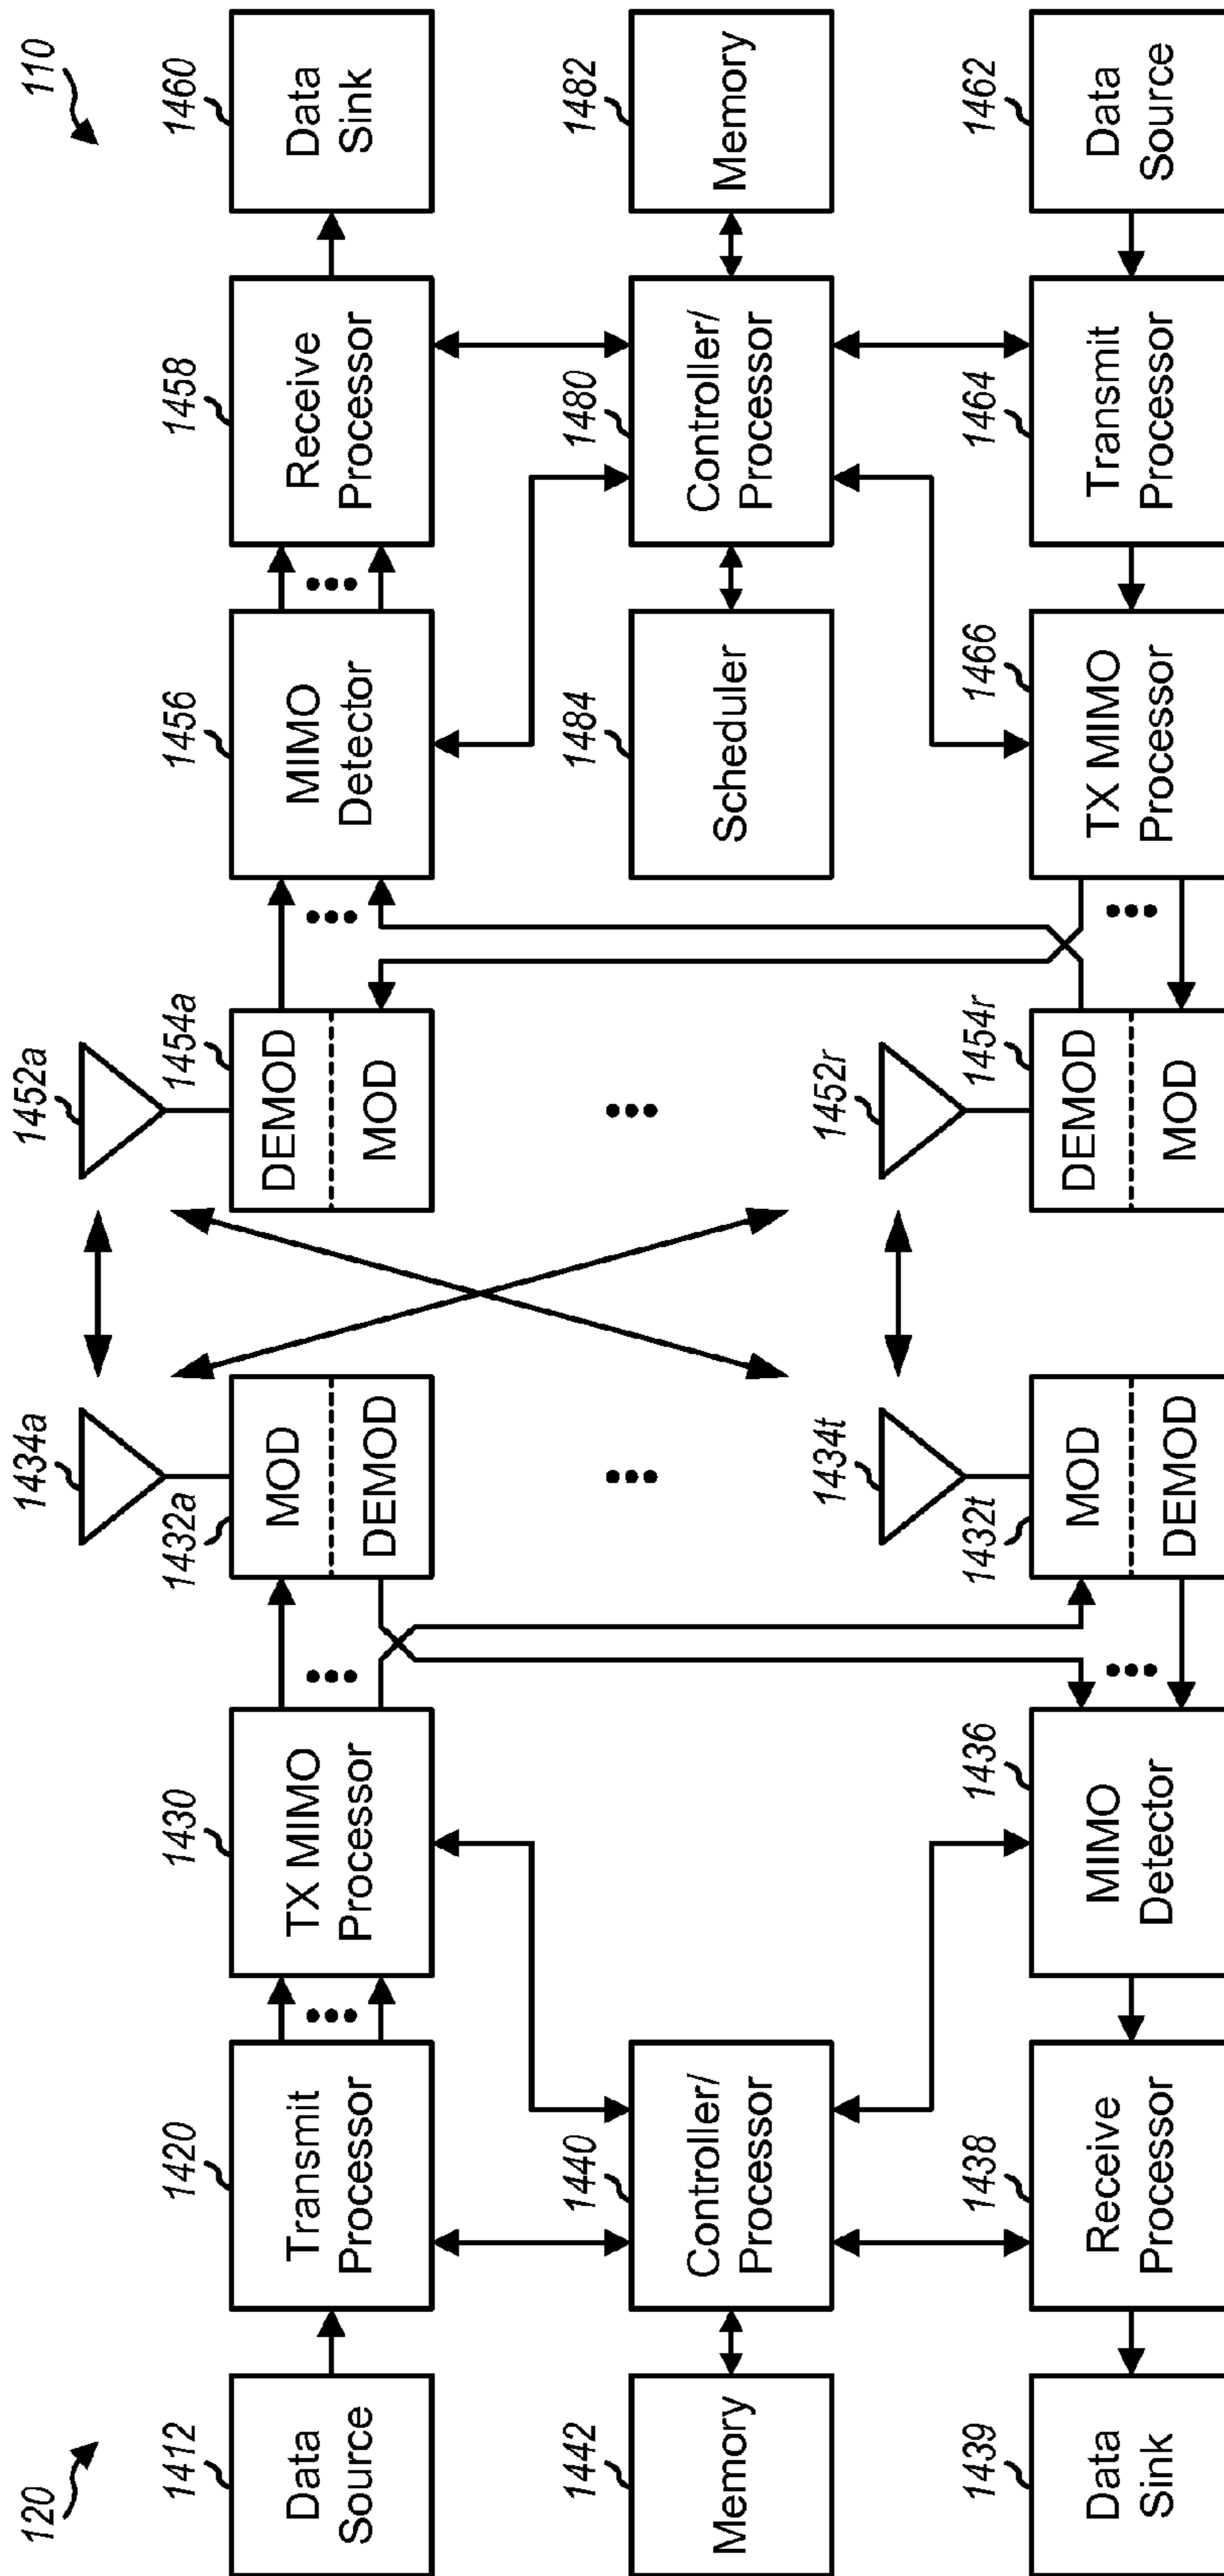 120
110
1412
Data
Source
1420
Transmit
Processor
1430
TX MIMO
Processor
1434a
1432a
MOD
DEMOD
1452a
1454a
DEMOD
MOD
1456
MIMO
Detector
1458
Receive
Processor
1460
Data
Sink
1442
Memory
1440
Controller/
Processor
1484
Scheduler
1480
Controller/
Processor
1482
Memory
1439
Data
Sink
1438
Receive
Processor
1436
MIMO
Detector
1434t
1432t
MOD
DEMOD
1452r
1454r
DEMOD
MOD
1466
TX MIMO
Processor
1464
Transmit
Processor
1462
Data
Source